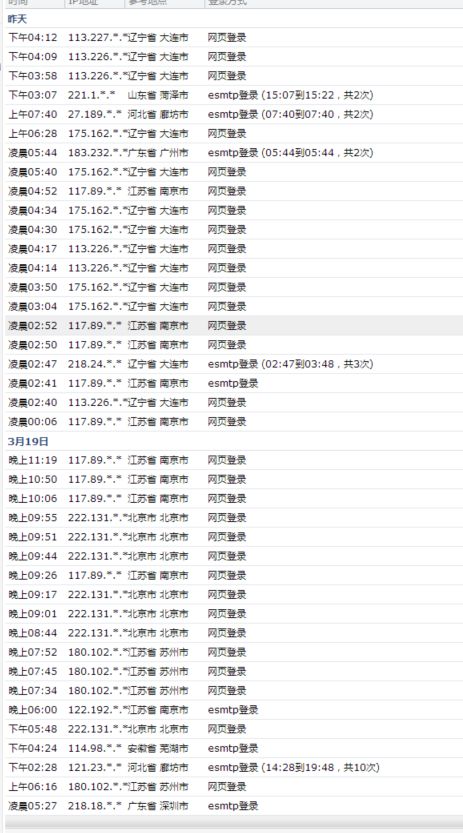 时间 IP地址 参考地点 登录方式
昨天
下午04:12 113.227.*.* 辽宁省 大连市 网页登录
下午04:09 113.226.*.* 辽宁省 大连市 网页登录
下午03:58 113.226.*.* 辽宁省 大连市 网页登录
下午03:07 221.1.*.* 山东省 菏泽市 esmtp登录 (15:07到15:22，共2次)
上午07:40 27.189.*.* 河北省 廊坊市 esmtp登录 (07:40到07:40，共2次)
上午06:28 175.162.*.* 辽宁省 大连市 网页登录
凌晨05:44 183.232.*.* 广东省 广州市 esmtp登录 (05:44到05:44，共2次)
凌晨05:40 175.162.*.* 辽宁省 大连市 网页登录
凌晨04:52 117.89.*.* 江苏省 南京市 网页登录
凌晨04:34 175.162.*.* 辽宁省 大连市 网页登录
凌晨04:30 175.162.*.* 辽宁省 大连市 网页登录
凌晨04:17 113.226.*.* 辽宁省 大连市 网页登录
凌晨04:14 113.226.*.* 辽宁省 大连市 网页登录
凌晨03:50 175.162.*.* 辽宁省 大连市 网页登录
凌晨03:04 175.162.*.* 辽宁省 大连市 网页登录
凌晨02:52 117.89.*.* 江苏省 南京市 网页登录
凌晨02:50 117.89.*.* 江苏省 南京市 网页登录
凌晨02:47 218.24.*.* 辽宁省 大连市 esmtp登录 (02:47到03:48，共3次)
凌晨02:41 117.89.*.* 江苏省 南京市 esmtp登录
凌晨02:40 113.226.*.* 辽宁省 大连市 网页登录
凌晨00:06 117.89.*.* 江苏省 南京市 网页登录
3月19日
晚上11:19 117.89.*.* 江苏省 南京市 网页登录
晚上10:50 117.89.*.* 江苏省 南京市 网页登录
晚上10:06 117.89.*.* 江苏省 南京市 网页登录
晚上09:55 222.131.*.* 北京市 北京市 网页登录
晚上09:51 222.131.*.* 北京市 北京市 网页登录
晚上09:44 222.131.*.* 北京市 北京市 网页登录
晚上09:26 117.89.*.* 江苏省 南京市 网页登录
晚上09:17 222.131.*.* 北京市 北京市 网页登录
晚上09:01 222.131.*.* 北京市 北京市 网页登录
晚上08:44 222.131.*.* 北京市 北京市 网页登录
晚上07:52 180.102.*.* 江苏省 苏州市 网页登录
晚上07:45 180.102.*.* 江苏省 苏州市 网页登录
晚上07:34 180.102.*.* 江苏省 苏州市 网页登录
晚上06:00 122.192.*.* 江苏省 南京市 esmtp登录
下午05:48 222.131.*.* 北京市 北京市 网页登录
下午04:24 114.98.*.* 安徽省 芜湖市 esmtp登录
下午02:28 121.23.*.* 河北省 廊坊市 esmtp登录 (14:28到19:48，共10次)
上午06:16 180.102.*.* 江苏省 苏州市 网页登录
凌晨05:27 218.18.*.* 广东省 深圳市 esmtp登录